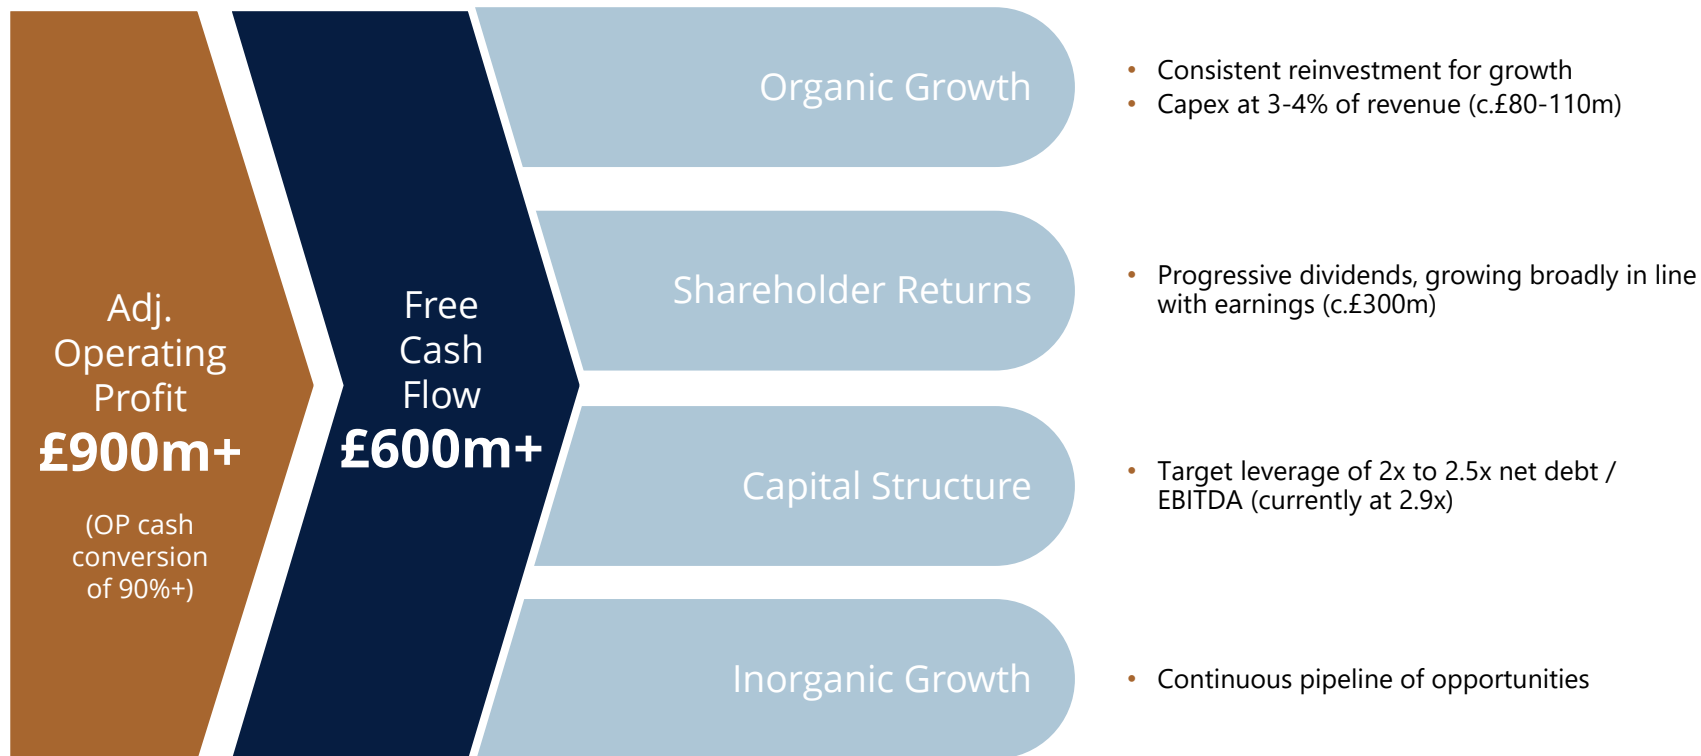 Adj.
Operating
Profit
£900m+
(OP cash
conversion
of 90%+)
Free
Cash
Flow
£600m+
Organic Growth
• Consistent reinvestment for growth
• Capex at 3-4% of revenue (c.£80-110m)
Shareholder Returns
• Progressive dividends, growing broadly in line
with earnings (c.£300m)
Capital Structure
• Target leverage of 2x to 2.5x net debt /
EBITDA (currently at 2.9x)
Inorganic Growth
• Continuous pipeline of opportunities